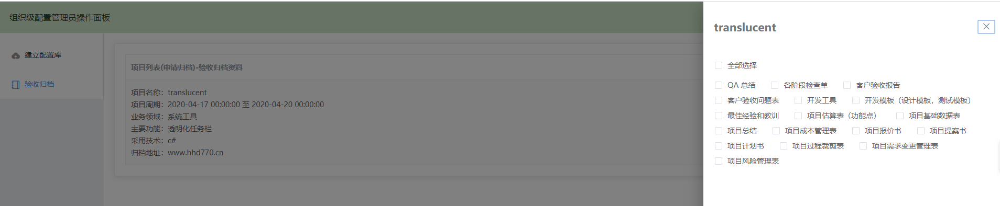 组织级配置管理员操作面板
建立配置库
验收归档
项目列表(申请归档)-验收归档资料
项目名称：translucent
项目周期：2020-04-17 00:00:00 至 2020-04-20 00:00:00
业务领域：系统工具
主要功能：透明化任务栏
采用技术：c#
归档地址：www.hhd770.cn
translucent
全部选择
QA 总结 各阶段检查单 客户验收报告
客户验收问题表 开发工具 开发模板（设计模板，测试模板）
最佳经验和教训 项目估算表（功能点） 项目基础数据表
项目总结 项目成本管理表 项目报价书 项目提案书
项目计划书 项目过程裁剪表 项目需求变更管理表
项目风险管理表